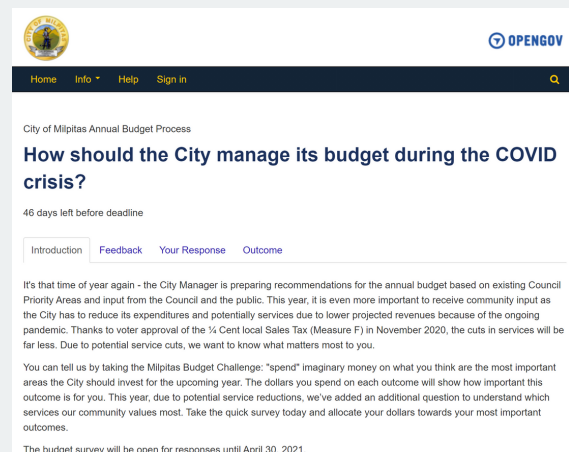 CITY OF MILPITAS
OPENGOV
Home Info Help Sign in
City of Milpitas Annual Budget Process
How should the City manage its budget during the COVID
crisis?
46 days left before deadline
Introduction Feedback Your Response Outcome
It's that time of year again - the City Manager is preparing recommendations for the annual budget based on existing Council
Priority Areas and input from the Council and the public. This year, it is even more important to receive community input as
the City has to reduce its expenditures and potentially services due to lower projected revenues because of the ongoing
pandemic. Thanks to voter approval of the ¼ Cent local Sales Tax (Measure F) in November 2020, the cuts in services will be
far less. Due to potential service cuts, we want to know what matters most to you.
You can tell us by taking the Milpitas Budget Challenge: "spend" imaginary money on what you think are the most important
areas the City should invest for the upcoming year. The dollars you spend on each outcome will show how important this
outcome is for you. This year, due to potential service reductions, we've added an additional question to understand which
services our community values most. Take the quick survey today and allocate your dollars towards your most important
outcomes.
The budget survey will be open for responses until April 30, 2021.